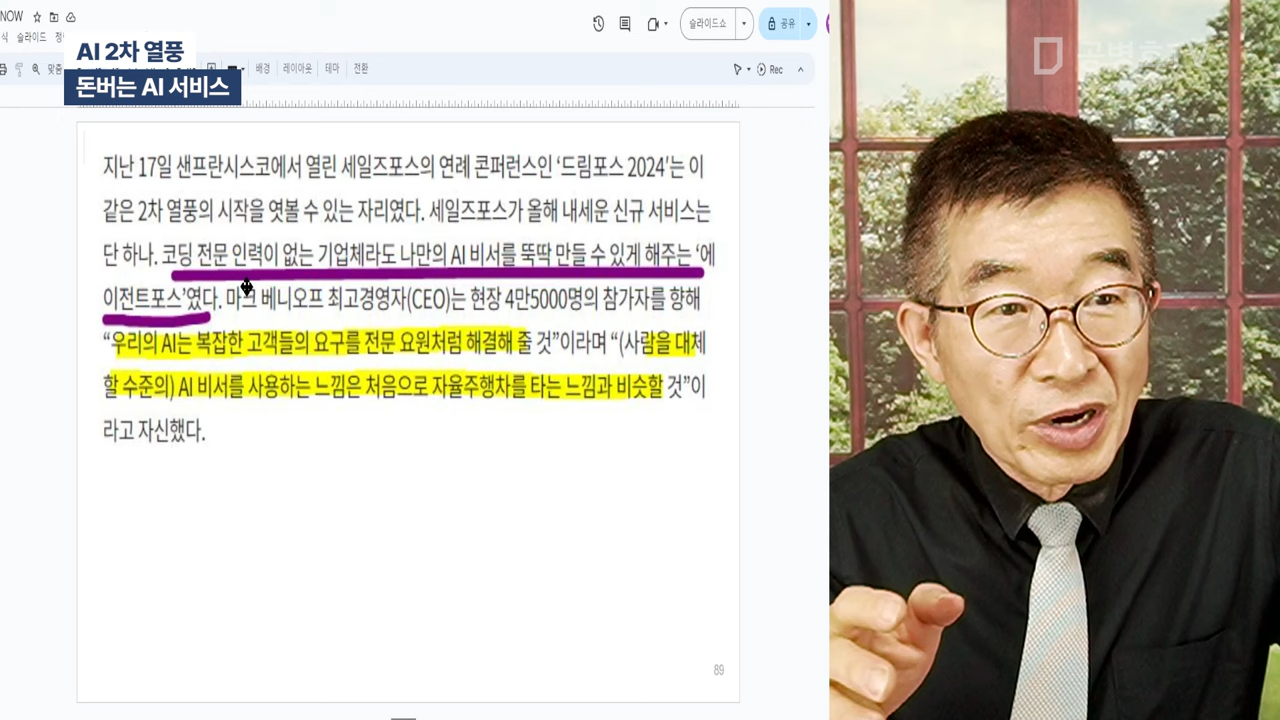 NOW
식 슬라이드
슬라이드쇼
공유
AI 2차 열풍
돈버는 AI 서비스
맞춤
배경 레이아웃 테마 전환
Rec
지난 17일 샌프란시스코에서 열린 세일즈포스의 연례 콘퍼런스인 ‘드림포스 2024’는 이
같은 2차 열풍의 시작을 엿볼 수 있는 자리였다. 세일즈포스가 올해 내세운 신규 서비스는
단 하나. 코딩 전문 인력이 없는 기업체라도 나만의 AI 비서를 뚝딱 만들 수 있게 해주는 ‘에
이전트포스’였다. 마크 베니오프 최고경영자(CEO)는 현장 4만5000명의 참가자를 향해
“우리의 AI는 복잡한 고객들의 요구를 전문 요원처럼 해결해 줄 것”이라며 “(사람을 대체
할 수준의) AI 비서를 사용하는 느낌은 처음으로 자율주행차를 타는 느낌과 비슷할 것”이
라고 자신했다.
89